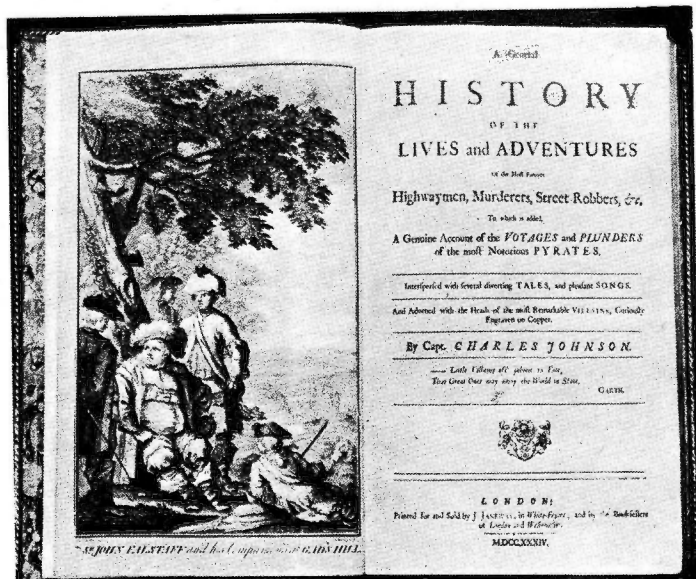 Sr. JOHN FALSTAFF and his Companions at GADS HILL.
A General
HISTORY
OF THE
LIVES and ADVENTURES
Of the Most Famous
Highwaymen, Murderers, Street-Robbers, &c.
To which is added,
A Genuine Account of the VOYAGES and PLUNDERS
of the most Notorious PYRATES.
Interspersed with several diverting TALES, and pleasant SONGS.
And Adorned with the Heads of the most Remarkable VILLAINS, Curiously
Engraven on Copper.
By Capt. CHARLES JOHNSON.
Little Villains oft' submit to Fate,
That Great Ones may enjoy the World in State.
GARTH.
LONDON:
Printed for and Sold by J. JANEWAY, in White-Fryars; and by the Booksellers
of London and Westminster.
M.DCC.XXXIV.